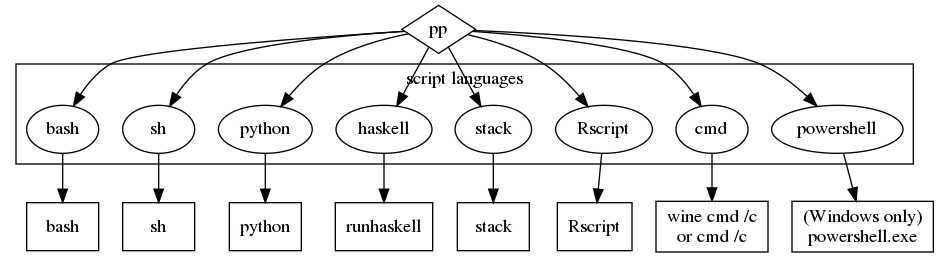 pp
script languages
bash
sh
python
haskell
stack
Rscript
cmd
powershell
bash
sh
python
runhaskell
stack
Rscript
wine cmd /c
or cmd /c
(Windows only)
powershell.exe